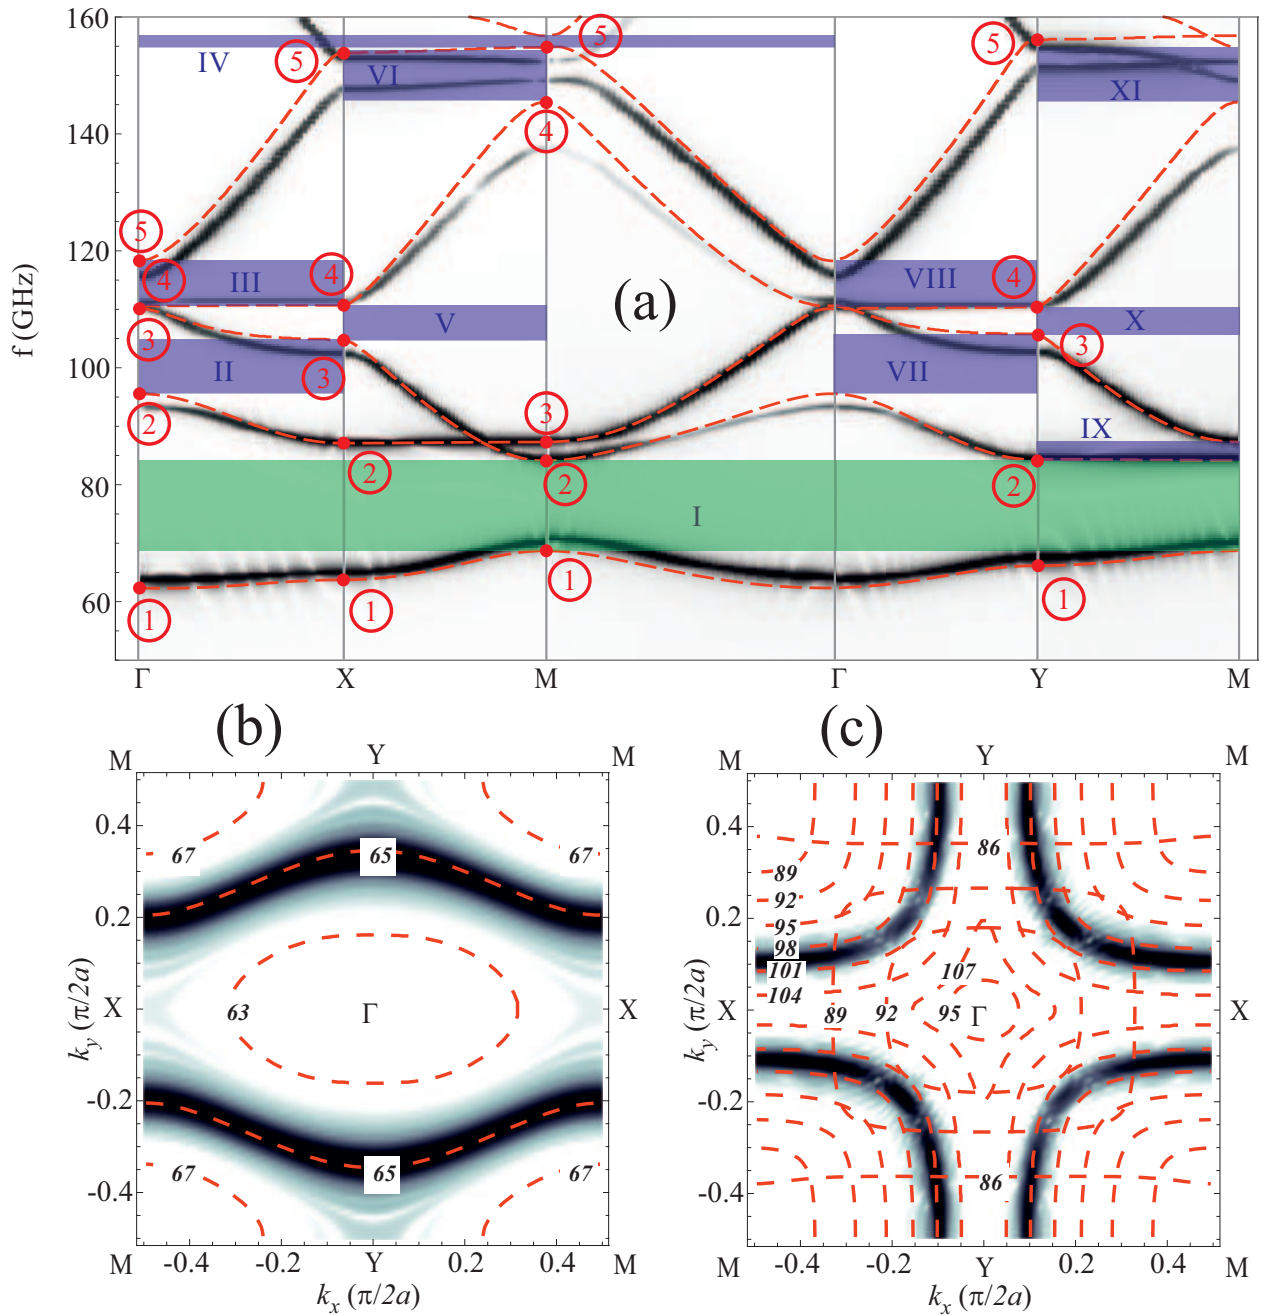 160
140
120
100
80
60
f (GHz)
5
5
5
IV
VI
XI
4
5
4
4
4
III
VIII
(a)
V
X
3
3
3
II
VII
3
2
IX
2
2
2
I
1
1
1
1
Γ X M Γ Y M
(b)
(c)
M Y M
M Y M
0.4
0.2
0
-0.2
-0.4
k_y (π/2a)
67 65 67
X 63 Γ X
67 65 67
M -0.4 -0.2 Y 0.2 M
k_x (π/2a)
0.4
0.4
0.2
0
-0.2
-0.4
k_y (π/2a)
86
89
92
95
98
101
104
107
X 89 92 95 Γ X
86
M -0.4 -0.2 Y 0.2 M
k_x (π/2a)